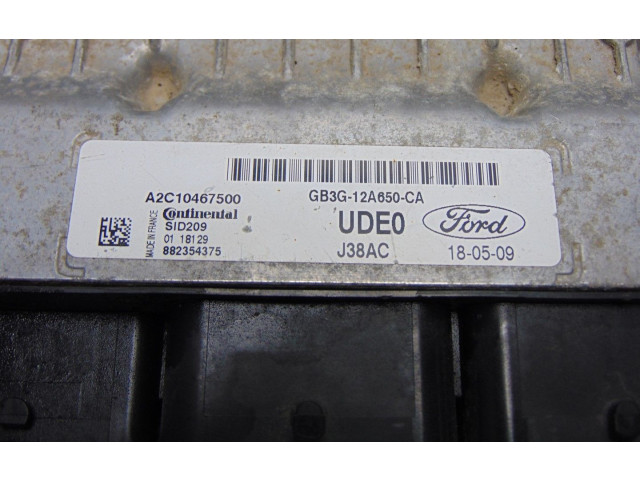 A2C10467500
GB3G-12A650-CA
MADE IN FRANCE
Continental
SID209
01 18129
882354375
UDE0
J38AC
Ford
18-05-09